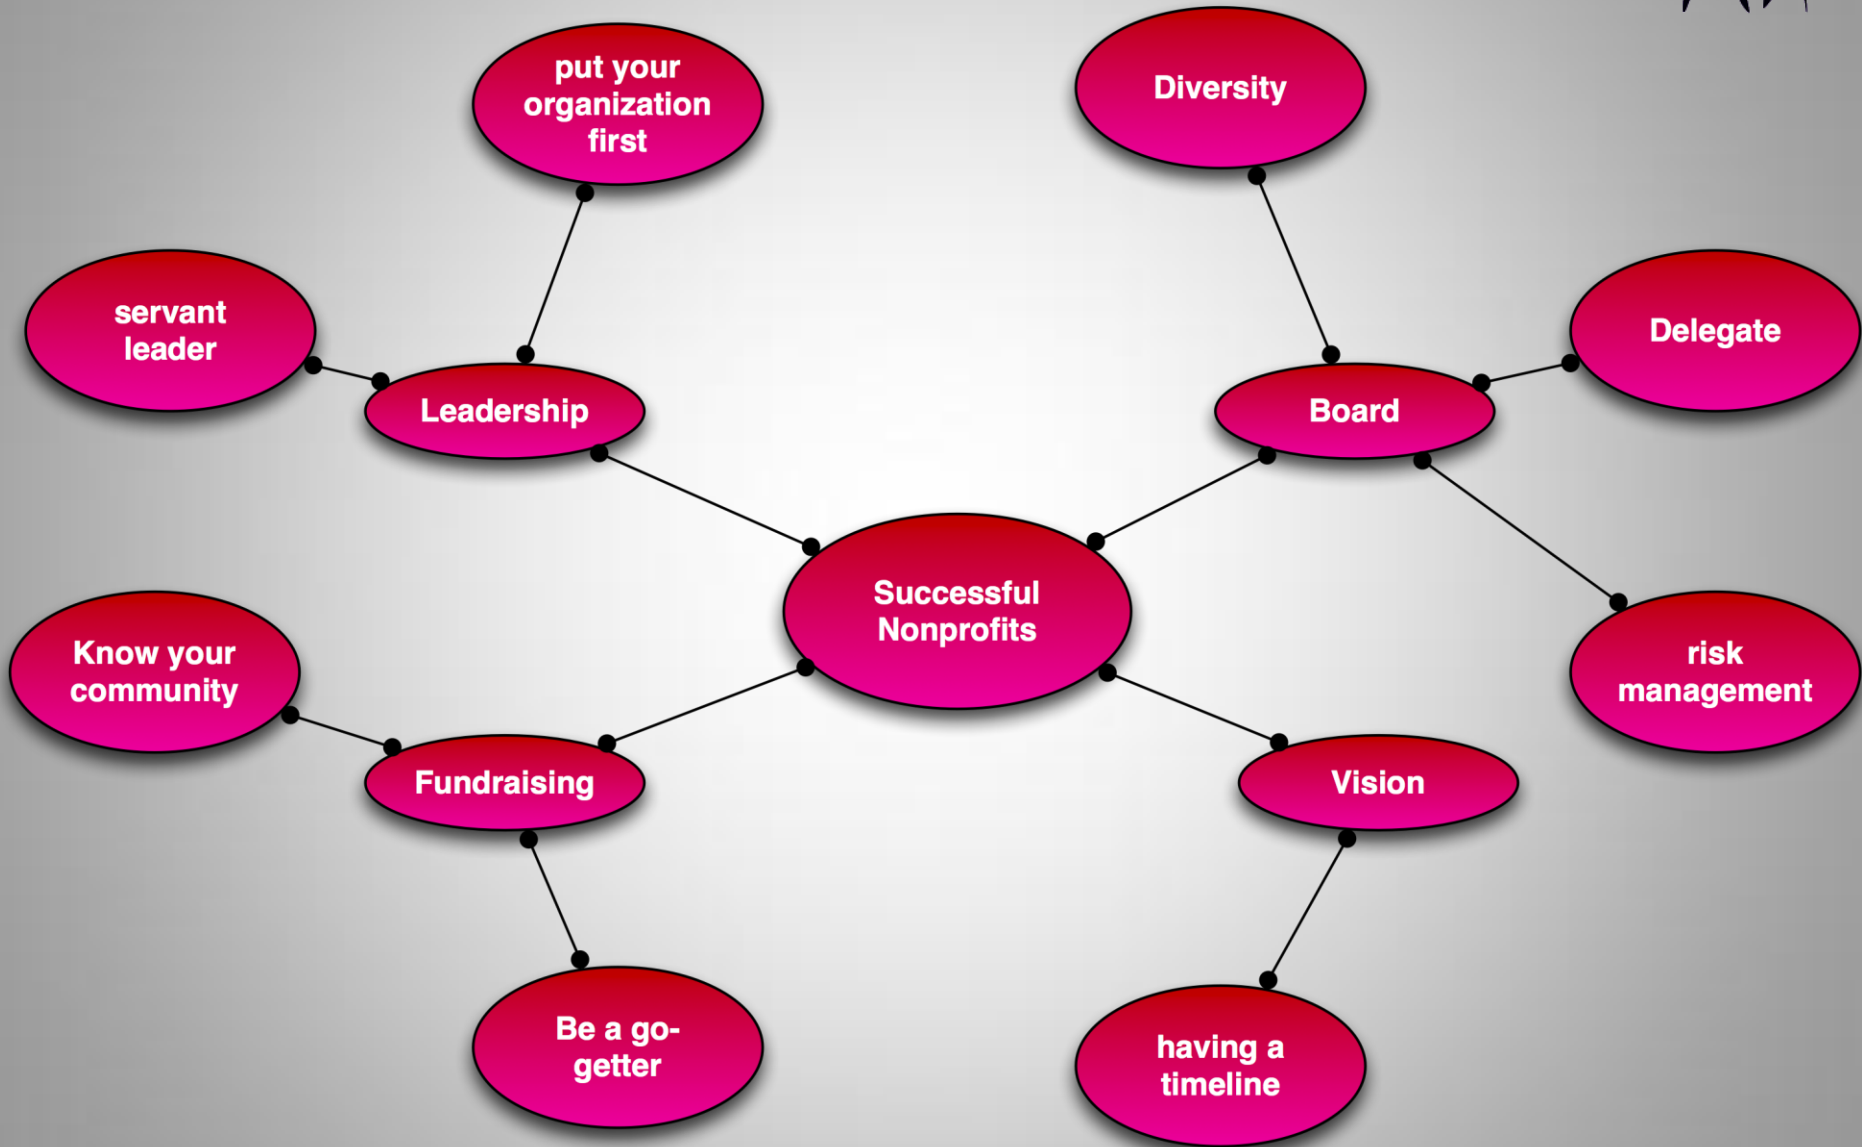 put your
organization
first
Diversity
servant
leader
Delegate
Leadership
Board
Successful
Nonprofits
Know your
community
risk
management
Fundraising
Vision
Be a go-
getter
having a
timeline